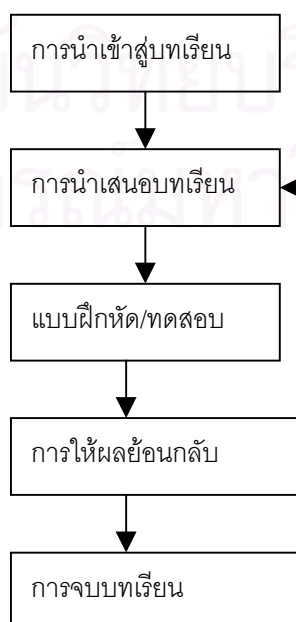 การนำเข้าสู่บทเรียน
การนำเสนอบทเรียน
แบบฝึกหัด/ทดสอบ
การให้ผลย้อนกลับ
การจบบทเรียน